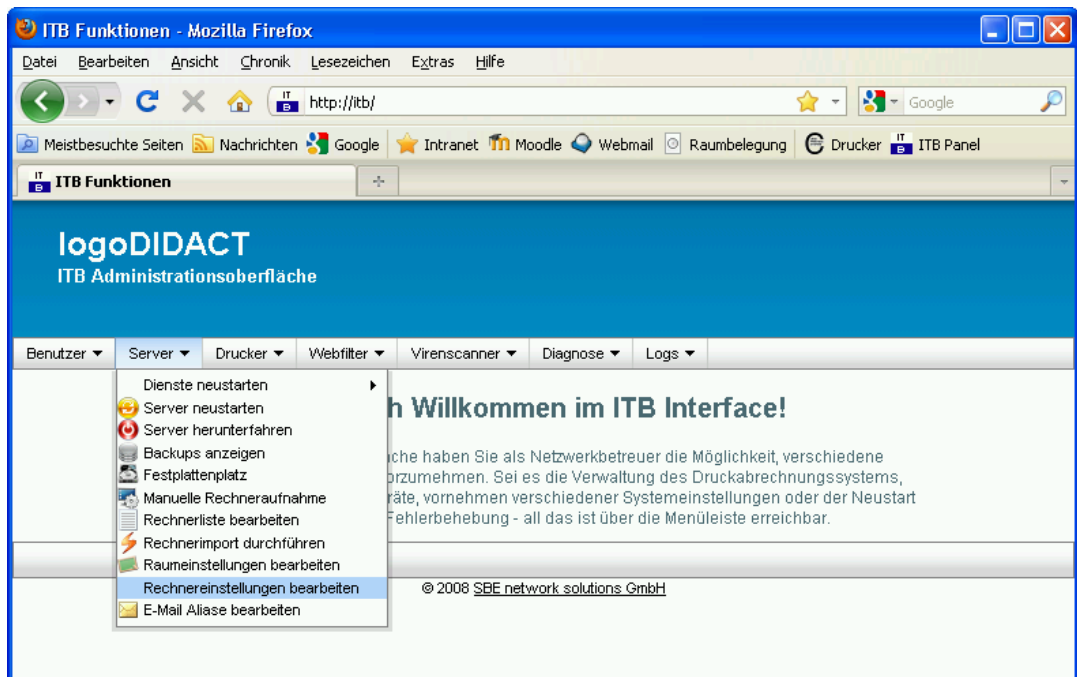 ITB Funktionen - Mozilla Firefox
Datei Bearbeiten Ansicht Chronik Lesezeichen Extras Hilfe
IT B http://itb/ Google
Meistbesuchte Seiten Nachrichten Google Intranet Moodle Webmail Raumbelegung Drucker IT B ITB Panel
IT B ITB Funktionen
logoDIDACT
ITB Administrationsoberfläche
Benutzer Server Drucker Webfilter Virenscanner Diagnose Logs
Dienste neustarten
Server neustarten
Server herunterfahren
Backups anzeigen
Festplattenplatz
Manuelle Rechneraufnahme
Rechnerliste bearbeiten
Rechnerimport durchführen
Raumeinstellungen bearbeiten
Rechnereinstellungen bearbeiten
E-Mail Aliase bearbeiten
h Willkommen im ITB Interface!
che haben Sie als Netzwerkbetreuer die Möglichkeit, verschiedene
orzumehmen. Sei es die Verwaltung des Druckabrechnungssystems,
räte, vornehmen verschiedener Systemeinstellungen oder der Neustart
Fehlerbehebung - all das ist über die Menüleiste erreichbar.
© 2008 SBE network solutions GmbH